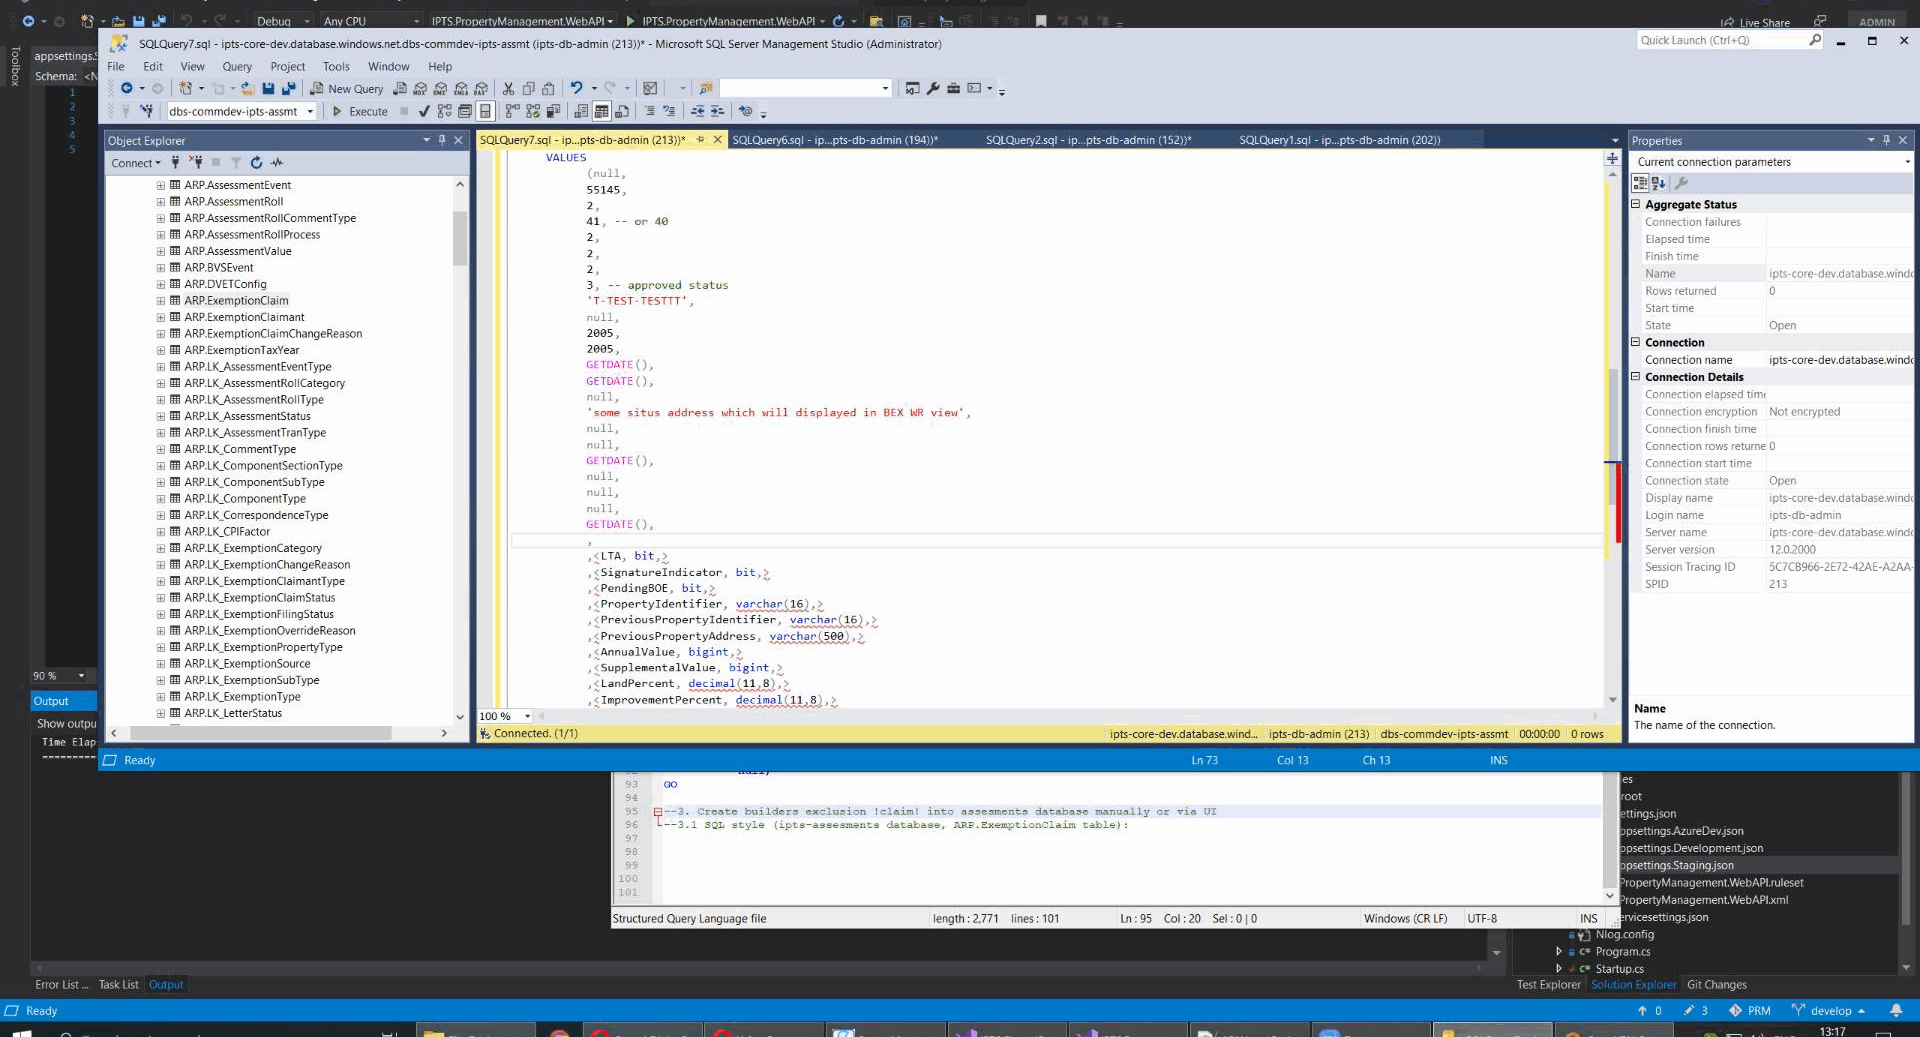 Debug
Any CPU
IPTS.PropertyManagement.WebAPI
IPTS.PropertyManagement.WebAPI
Live Share
ADMIN
Toolbox
appsettings.
Schema: <N
1
2
3
4
5
SQLQuery7.sql - ipts-core-dev.database.windows.net.dbs-commdev-ipts-assmt (ipts-db-admin (213))* - Microsoft SQL Server Management Studio (Administrator)
Quick Launch (Ctrl+Q)
File Edit View Query Project Tools Window Help
New Query
dbs-commdev-ipts-assmt
Execute
Object Explorer
Connect
ARP.AssessmentEvent
ARP.AssessmentRoll
ARP.AssessmentRollCommentType
ARP.AssessmentRollProcess
ARP.AssessmentValue
ARP.BVSEvent
ARP.DVETConfig
ARP.ExemptionClaim
ARP.ExemptionClaimant
ARP.ExemptionClaimChangeReason
ARP.ExemptionTaxYear
ARP.LK_AssessmentEventType
ARP.LK_AssessmentRollCategory
ARP.LK_AssessmentRollType
ARP.LK_AssessmentStatus
ARP.LK_AssessmentTranType
ARP.LK_CommentType
ARP.LK_ComponentSectionType
ARP.LK_ComponentSubType
ARP.LK_ComponentType
ARP.LK_CorrespondenceType
ARP.LK_CPIFactor
ARP.LK_ExemptionCategory
ARP.LK_ExemptionChangeReason
ARP.LK_ExemptionClaimantType
ARP.LK_ExemptionClaimStatus
ARP.LK_ExemptionFilingStatus
ARP.LK_ExemptionOverrideReason
ARP.LK_ExemptionPropertyType
ARP.LK_ExemptionSource
ARP.LK_ExemptionSubType
ARP.LK_ExemptionType
ARP.LK_LetterStatus
SQLQuery7.sql - ip...pts-db-admin (213))*
SQLQuery6.sql - ip...pts-db-admin (194))*
SQLQuery2.sql - ip...pts-db-admin (152))*
SQLQuery1.sql - ip...pts-db-admin (202))
VALUES
(null,
55145,
2,
41, -- or 40
2,
2,
2,
3, -- approved status
'T-TEST-TESTTT',
null,
2005,
2005,
GETDATE(),
GETDATE(),
null,
'some situs address which will displayed in BEX WR view',
null,
null,
GETDATE(),
null,
null,
null,
GETDATE(),
,
,<LTA, bit,>
,<SignatureIndicator, bit,>
,<PendingBOE, bit,>
,<PropertyIdentifier, varchar(16),>
,<PreviousPropertyIdentifier, varchar(16),>
,<PreviousPropertyAddress, varchar(500),>
,<AnnualValue, bigint,>
,<SupplementalValue, bigint,>
,<LandPercent, decimal(11,8),>
,<ImprovementPercent, decimal(11,8),>
100 %
Connected. (1/1)
ipts-core-dev.database.wind...
ipts-db-admin (213)
dbs-commdev-ipts-assmt
00:00:00
0 rows
Properties
Current connection parameters
Aggregate Status
Connection failures
Elapsed time
Finish time
Name ipts-core-dev.database.windo
Rows returned 0
Start time
State Open
Connection
Connection name ipts-core-dev.database.windo
Connection Details
Connection elapsed time
Connection encryption Not encrypted
Connection finish time
Connection rows returne 0
Connection start time
Connection state Open
Display name ipts-core-dev.database.windo
Login name ipts-db-admin
Server name ipts-core-dev.database.windo
Server version 12.0.2000
Session Tracing ID 5C7CB966-2E72-42AE-A2AA-
SPID 213
Name
The name of the connection.
Ready
Ln 73
Col 13
Ch 13
INS
90 %
Output
Show outpu
Time Elap
null)
93 GO
94
95 --3. Create builders exclusion !claim! into assesments database manually or via UI
96 --3.1 SQL style (ipts-assesments database, ARP.ExemptionClaim table):
97
98
99
100
101
Structured Query Language file
length : 2,771 lines : 101
Ln : 95 Col : 20 Sel : 0 | 0
Windows (CR LF)
UTF-8
INS
es
root
ettings.json
ppsettings.AzureDev.json
ppsettings.Development.json
ppsettings.Staging.json
PropertyManagement.WebAPI.ruleset
PropertyManagement.WebAPI.xml
ervicesettings.json
Nlog.config
Program.cs
Startup.cs
Error List ... Task List Output
Test Explorer Solution Explorer Git Changes
Ready
0
3
PRM
develop
13:17